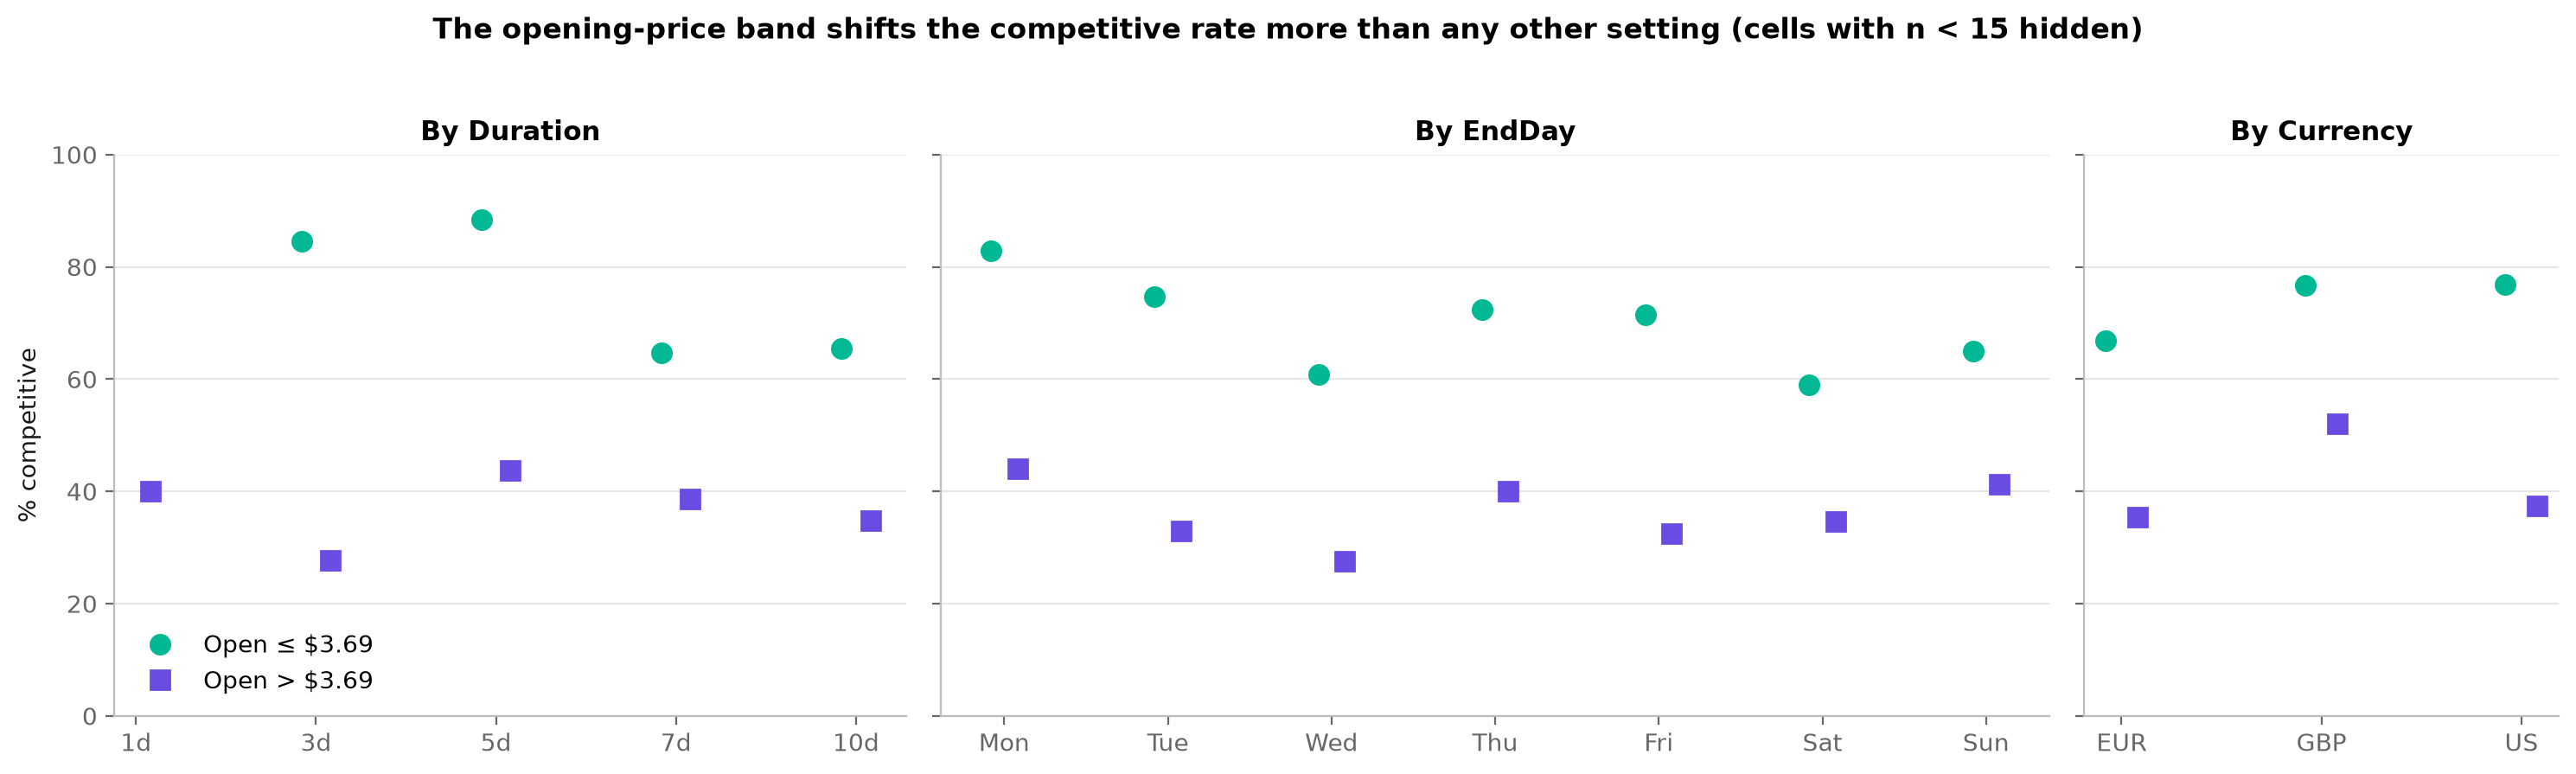 The opening-price band shifts the competitive rate more than any other setting (cells with n < 15 hidden)
By Duration
By EndDay
By Currency
% competitive
100
80
60
40
20
0
Open ≤ $3.69
Open > $3.69
1d 3d 5d 7d 10d
Mon Tue Wed Thu Fri Sat Sun
EUR GBP US